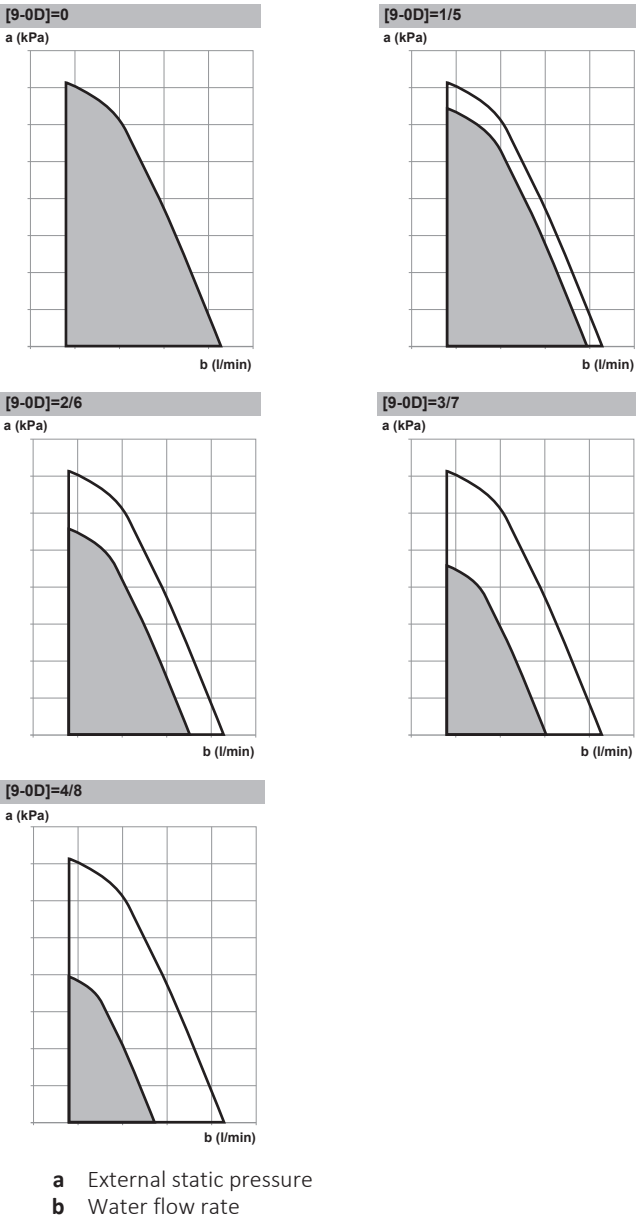 [9-0D]=0
a (kPa)
b (l/min)
[9-0D]=1/5
a (kPa)
b (l/min)
[9-0D]=2/6
a (kPa)
b (l/min)
[9-0D]=3/7
a (kPa)
b (l/min)
[9-0D]=4/8
a (kPa)
b (l/min)
a External static pressure
b Water flow rate